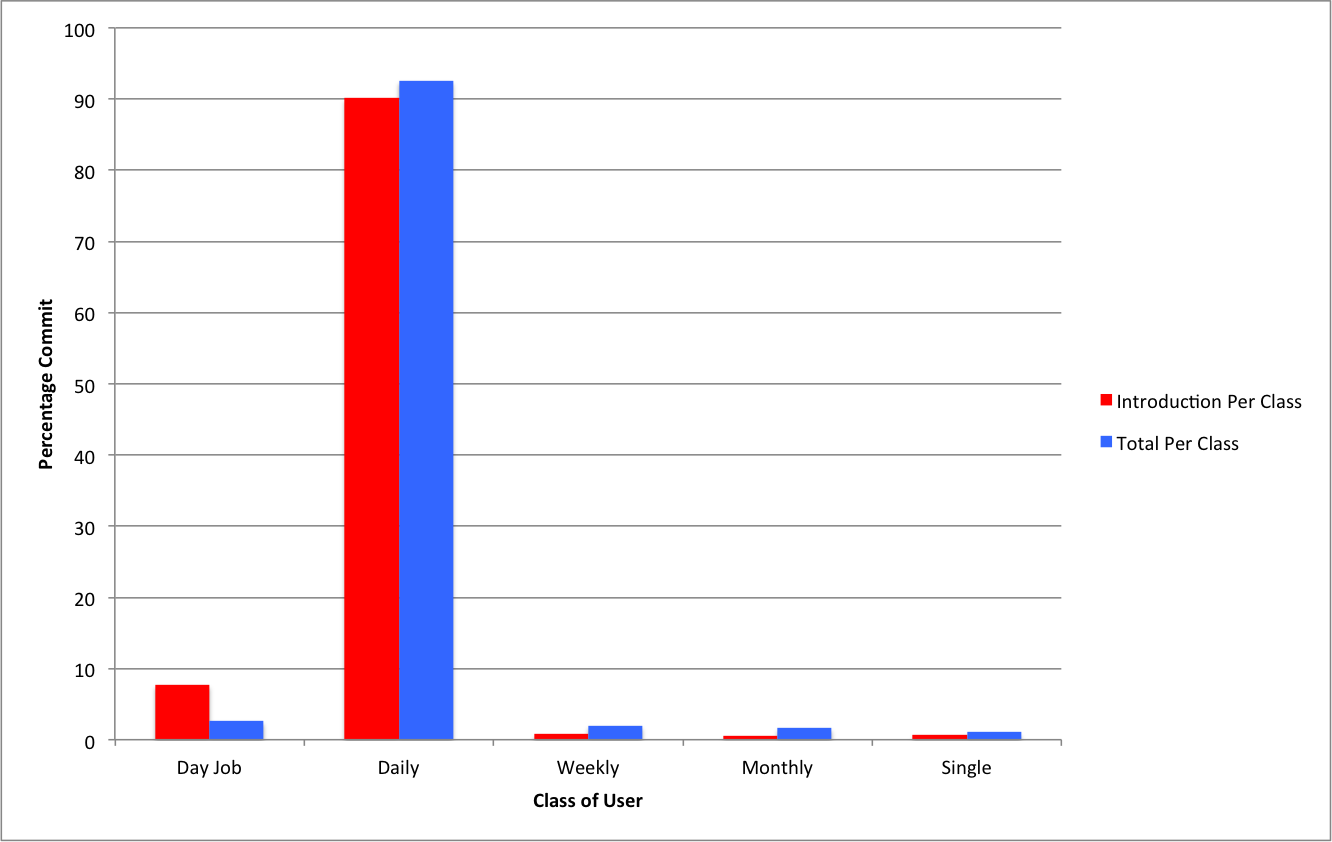 100
90
80
70
60
50
40
30
20
10
0
Percentage Commit
Day Job
Daily
Weekly
Monthly
Single
Class of User
Introduction Per Class
Total Per Class